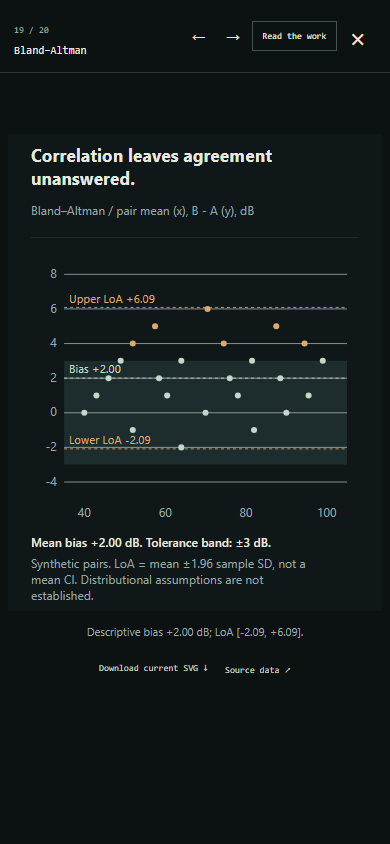 19 / 20
Bland–Altman
← → Read the work ×
Correlation leaves agreement
unanswered.
Bland–Altman / pair mean (x), B - A (y), dB
8
Upper LoA +6.09
6
4
Bias +2.00
2
0
Lower LoA -2.09
-2
-4
40 60 80 100
Mean bias +2.00 dB. Tolerance band: ±3 dB.
Synthetic pairs. LoA = mean ±1.96 sample SD, not a
mean CI. Distributional assumptions are not
established.
Descriptive bias +2.00 dB; LoA [-2.09, +6.09].
Download current SVG ↓ Source data ↗